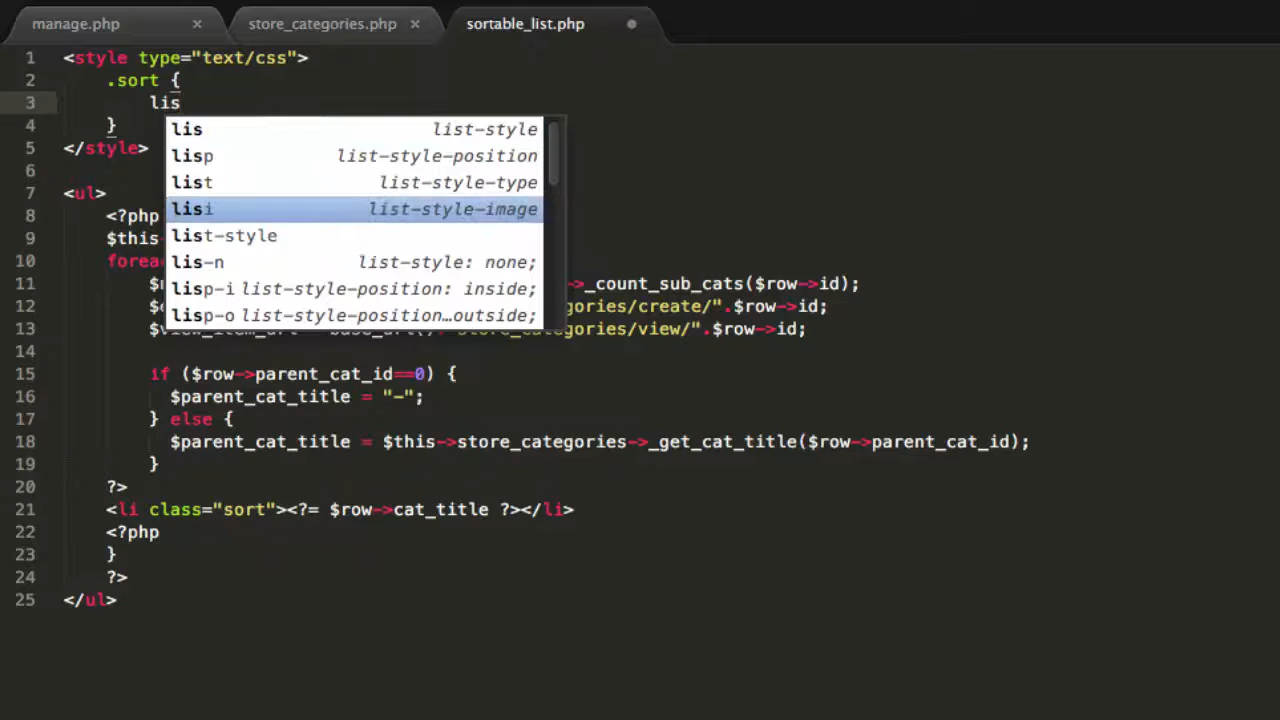 manage.php × store_categories.php × sortable_list.php
1 <style type="text/css">
2 .sort {
3 lis
4 }
5 </style>
6
7 <ul>
8 <?php
9 $this
10 forea
11 $ >_count_sub_cats($row->id);
12 $ gories/create/".$row->id;
13 $view_item_url = base_url()."store_categories/view/".$row->id;
14
15 if ($row->parent_cat_id==0) {
16 $parent_cat_title = "-";
17 } else {
18 $parent_cat_title = $this->store_categories->_get_cat_title($row->parent_cat_id);
19 }
20 ?>
21 <li class="sort"><?= $row->cat_title ?></li>
22 <?php
23 }
24 ?>
25 </ul>
lis list-style
lisp list-style-position
list list-style-type
lisi list-style-image
list-style
lis-n list-style: none;
lisp-i list-style-position: inside;
lisp-o list-style-position…outside;